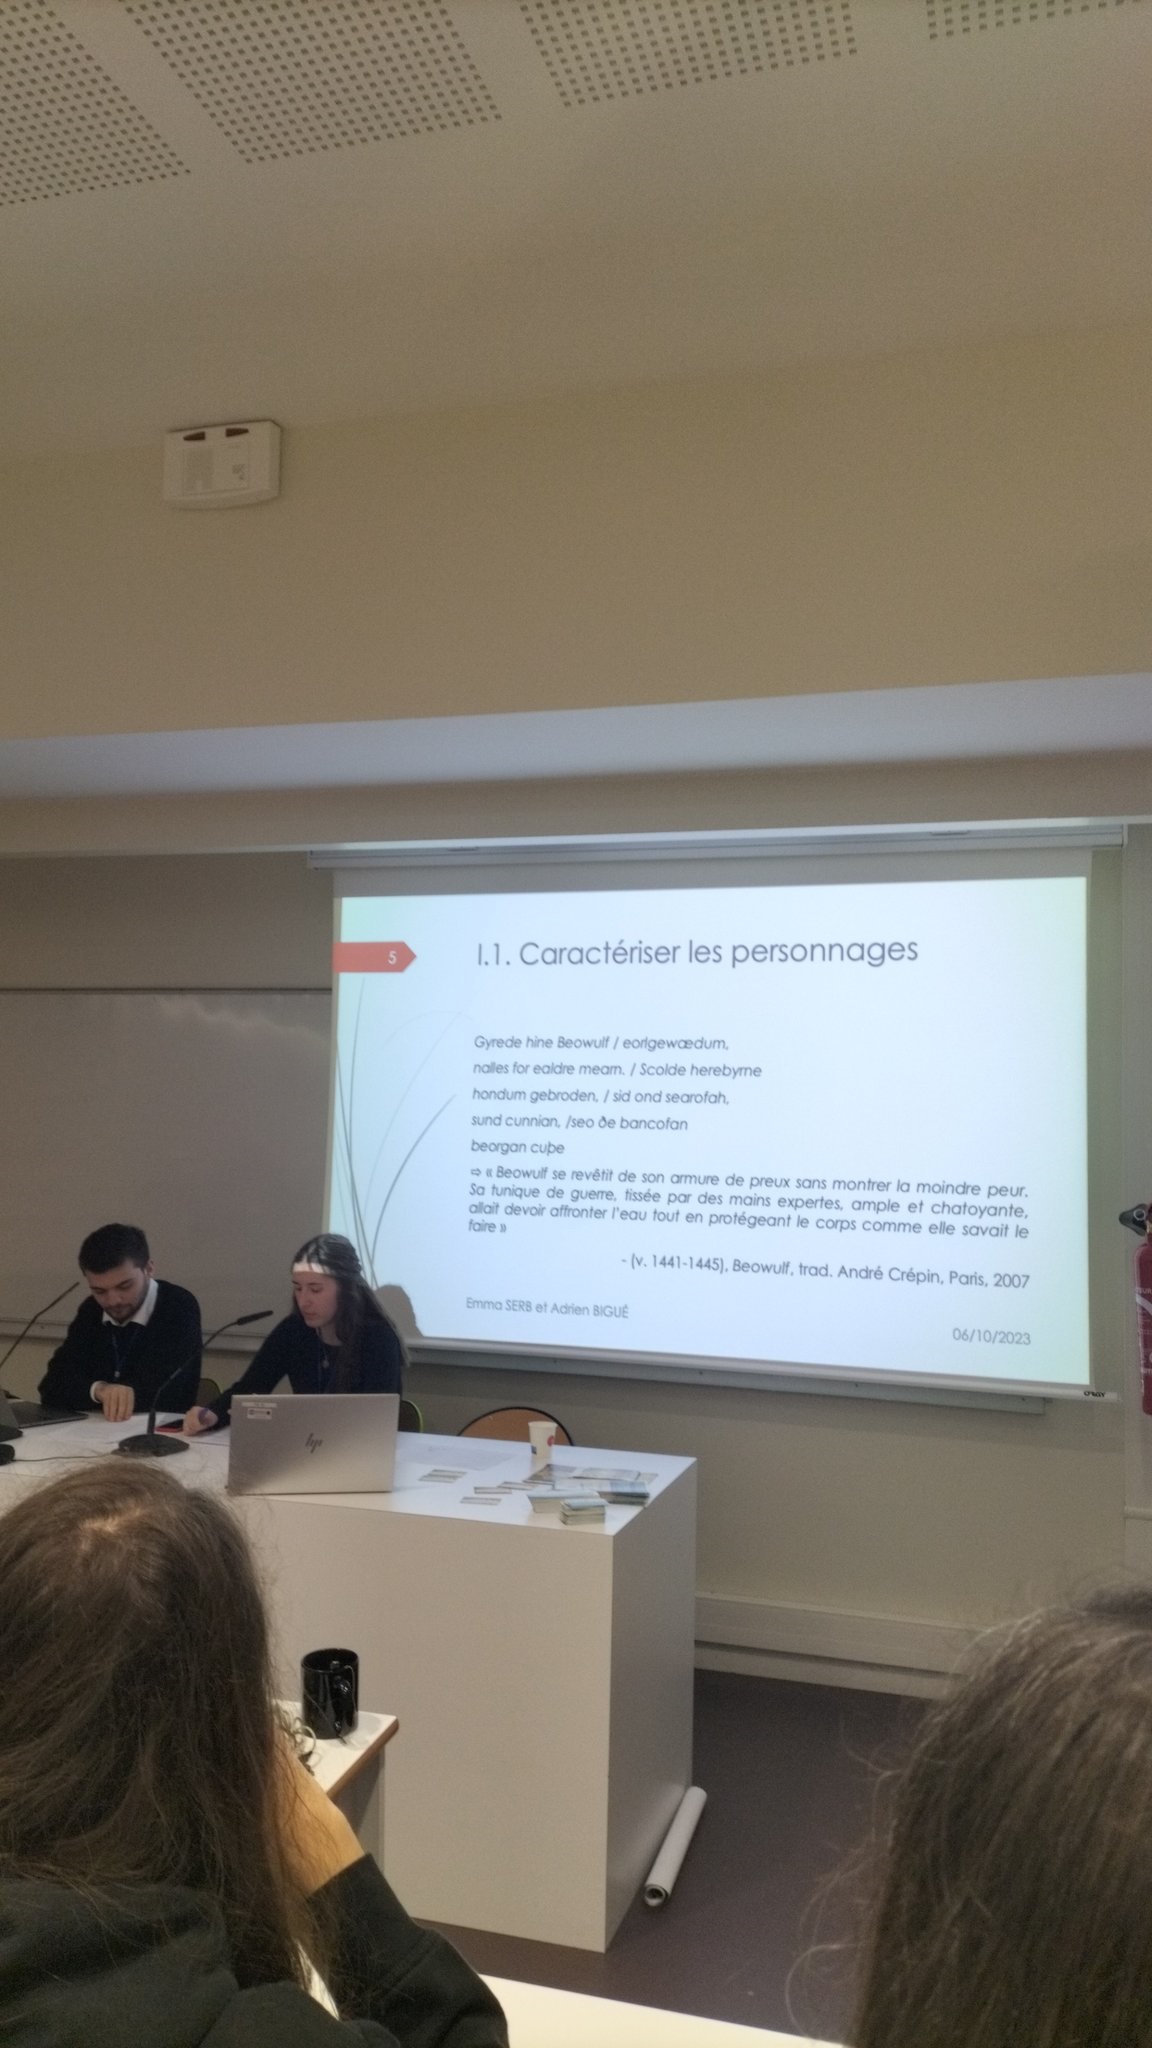 5
I.1. Caractériser les personnages
Gyrede hine Beowulf / eorlgewædum,
nalles for ealdre mearn. / Scolde herebyrne
hondum gebroden, / sid ond searofah,
sund cunnian, /seo ðe bancofan
beorgan cuþe
⇨ « Beowulf se revêtit de son armure de preux sans montrer la moindre peur.
Sa tunique de guerre, tissée par des mains expertes, ample et chatoyante,
allait devoir affronter l'eau tout en protégeant le corps comme elle savait le
faire »
- (v. 1441-1445), Beowulf, trad. André Crépin, Paris, 2007
Emma SERB et Adrien BIGUÉ
06/10/2023
hp